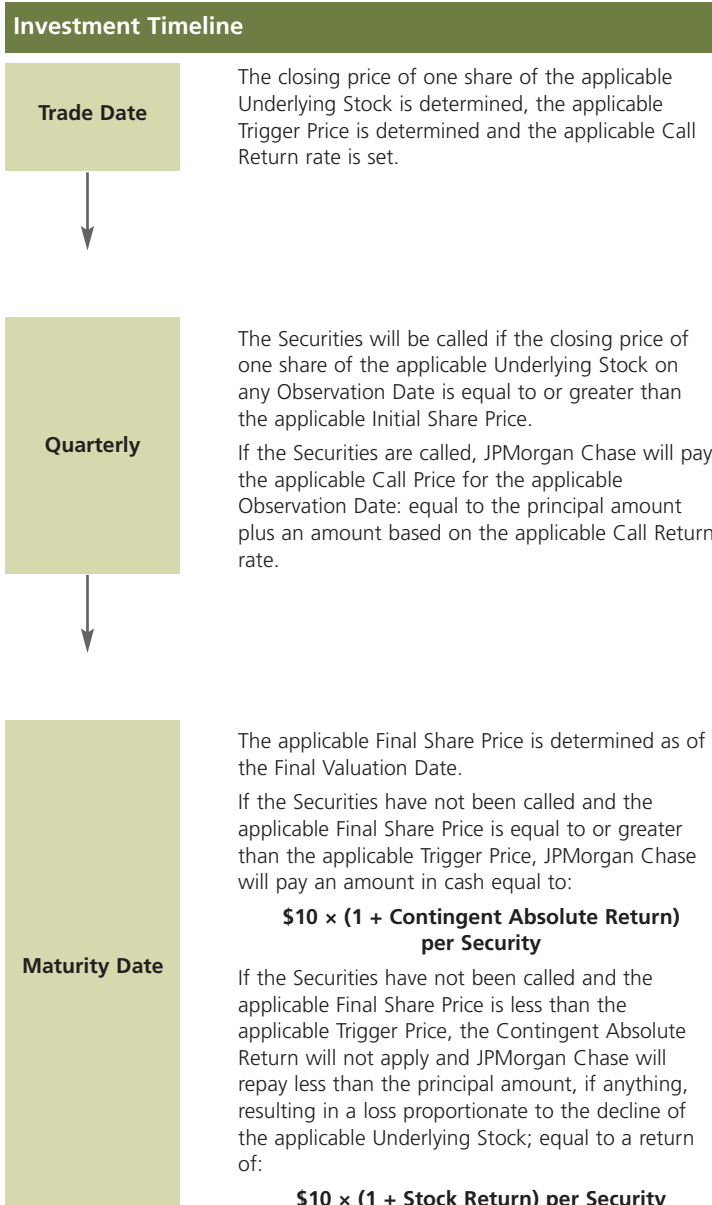 Investment Timeline
Trade Date
The closing price of one share of the applicable
Underlying Stock is determined, the applicable
Trigger Price is determined and the applicable Call
Return rate is set.
Quarterly
The Securities will be called if the closing price of
one share of the applicable Underlying Stock on
any Observation Date is equal to or greater than
the applicable Initial Share Price.
If the Securities are called, JPMorgan Chase will pay
the applicable Call Price for the applicable
Observation Date: equal to the principal amount
plus an amount based on the applicable Call Return
rate.
Maturity Date
The applicable Final Share Price is determined as of
the Final Valuation Date.
If the Securities have not been called and the
applicable Final Share Price is equal to or greater
than the applicable Trigger Price, JPMorgan Chase
will pay an amount in cash equal to:
$10 × (1 + Contingent Absolute Return)
per Security
If the Securities have not been called and the
applicable Final Share Price is less than the
applicable Trigger Price, the Contingent Absolute
Return will not apply and JPMorgan Chase will
repay less than the principal amount, if anything,
resulting in a loss proportionate to the decline of
the applicable Underlying Stock; equal to a return
of:
$10 × (1 + Stock Return) per Security